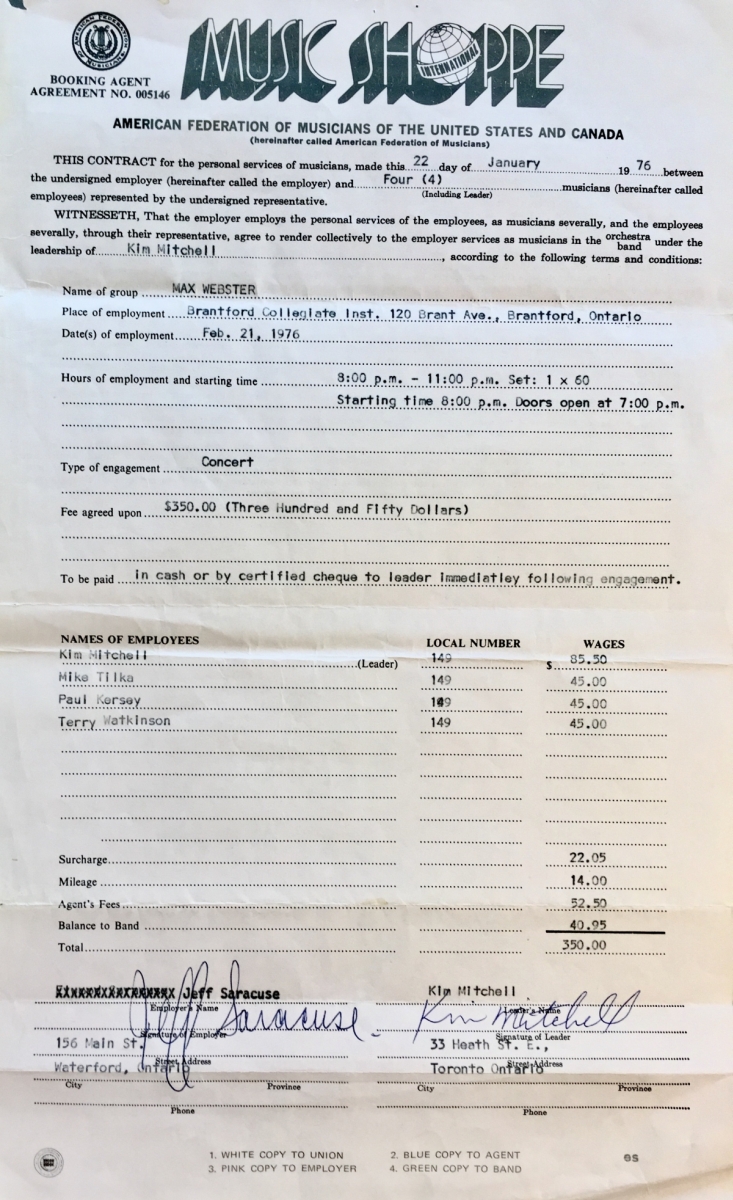 AMERICAN FEDERATION OF MUSICIANS
BOOKING AGENT
AGREEMENT NO. 005146
MUSIC SHOPPE
INTERNATIONAL
AMERICAN FEDERATION OF MUSICIANS OF THE UNITED STATES AND CANADA
(hereinafter called American Federation of Musicians)
THIS CONTRACT for the personal services of musicians, made this 22 day of January 1976 between
the undersigned employer (hereinafter called the employer) and Four (4) musicians (hereinafter called
(Including Leader)
employees) represented by the undersigned representative.
WITNESSETH, That the employer employs the personal services of the employees, as musicians severally, and the employees
severally, through their representative, agree to render collectively to the employer services as musicians in the orchestra band under the
leadership of Kim Mitchell, according to the following terms and conditions:
Name of group MAX WEBSTER
Place of employment Brantford Collegiate Inst. 120 Brant Ave., Brantford, Ontario
Date(s) of employment Feb. 21, 1976
Hours of employment and starting time 8:00 p.m. - 11:00 p.m. Set: 1 x 60
Starting time 8:00 p.m. Doors open at 7:00 p.m.
Type of engagement Concert
Fee agreed upon $350.00 (Three Hundred and Fifty Dollars)
To be paid in cash or by certified cheque to leader immediatley following engagement.
NAMES OF EMPLOYEES LOCAL NUMBER WAGES
Kim Mitchell (Leader) 149 $ 85.50
Mike Tilka 149 45.00
Paul Kersey 149 45.00
Terry Watkinson 149 45.00
Surcharge 22.05
Mileage 14.00
Agent's Fees 52.50
Balance to Band 40.95
Total 350.00
XXXXXXXXXXXXXXXX Jeff Saracuse Kim Mitchell
Employer's Name Leader's Name
Jeff Saracuse Kim Mitchell
Signature of Employer Signature of Leader
156 Main St. 33 Heath St. E.,
Street Address Street Address
Waterford, Ontario Toronto Ontario
City Province City Province
Phone Phone
1. WHITE COPY TO UNION 2. BLUE COPY TO AGENT
3. PINK COPY TO EMPLOYER 4. GREEN COPY TO BAND